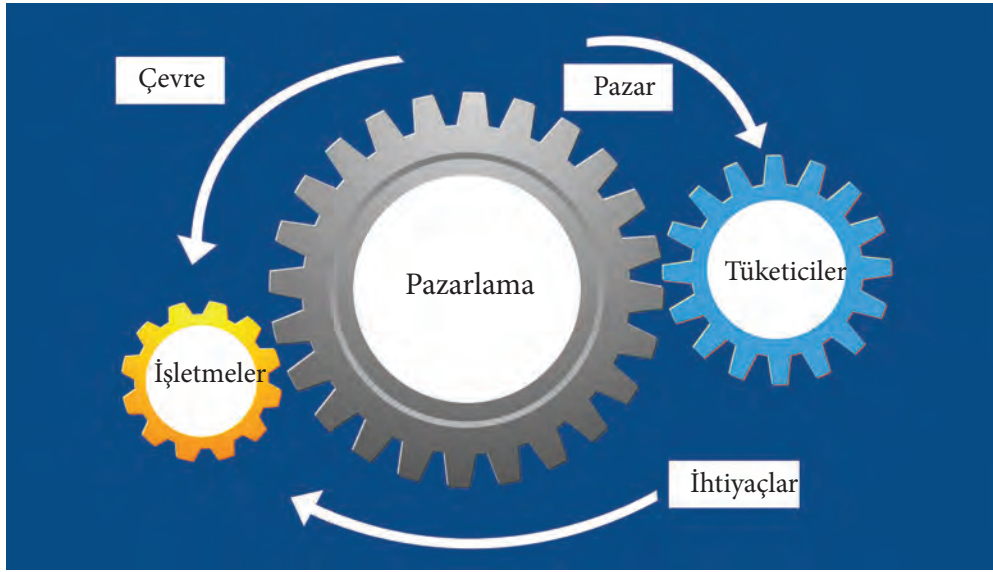 Çevre
Pazar
Pazarlama
Tüketiciler
İşletmeler
İhtiyaçlar